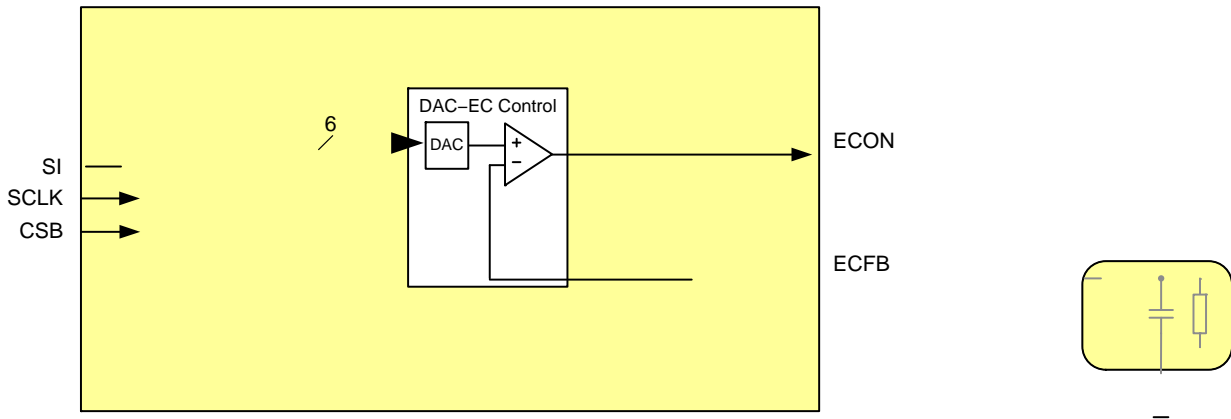 DAC−EC Control
6
DAC
+
−
ECON
SI
SCLK
CSB
ECFB